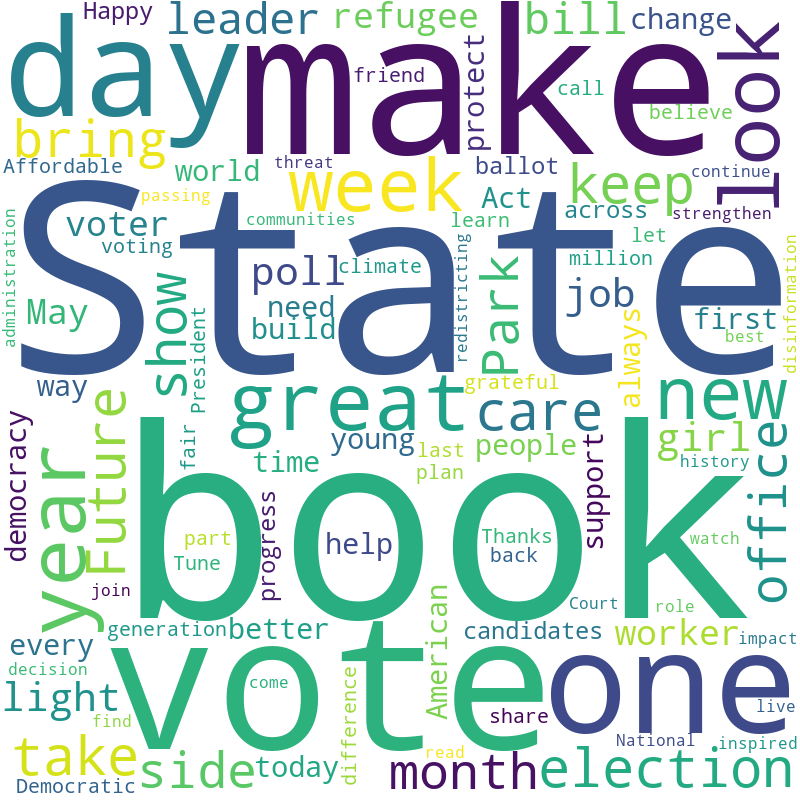 Happy
leader
refugee
bill
change
day
make
look
friend
protect
call
believe
bring
Affordable
world
threat
week
ballot
keep
continue
passing
Act
across
strengthen
State
voter
voting
communities
learn
let
administration
May
show
poll
climate
redistricting
Park
million
job
disinformation
need
build
President
always
first
best
way
great
grateful
care
new
democracy
year
Future
fair
time
young
last
plan
people
support
girl
history
office
book
progress
part
Tune
help
Thanks
back
watch
join
Court
role
every
generation
better
vote
American
candidates
worker
impact
one
decision
light
find
come
difference
share
live
National
inspired
take
side
today
read
month
election
Democratic